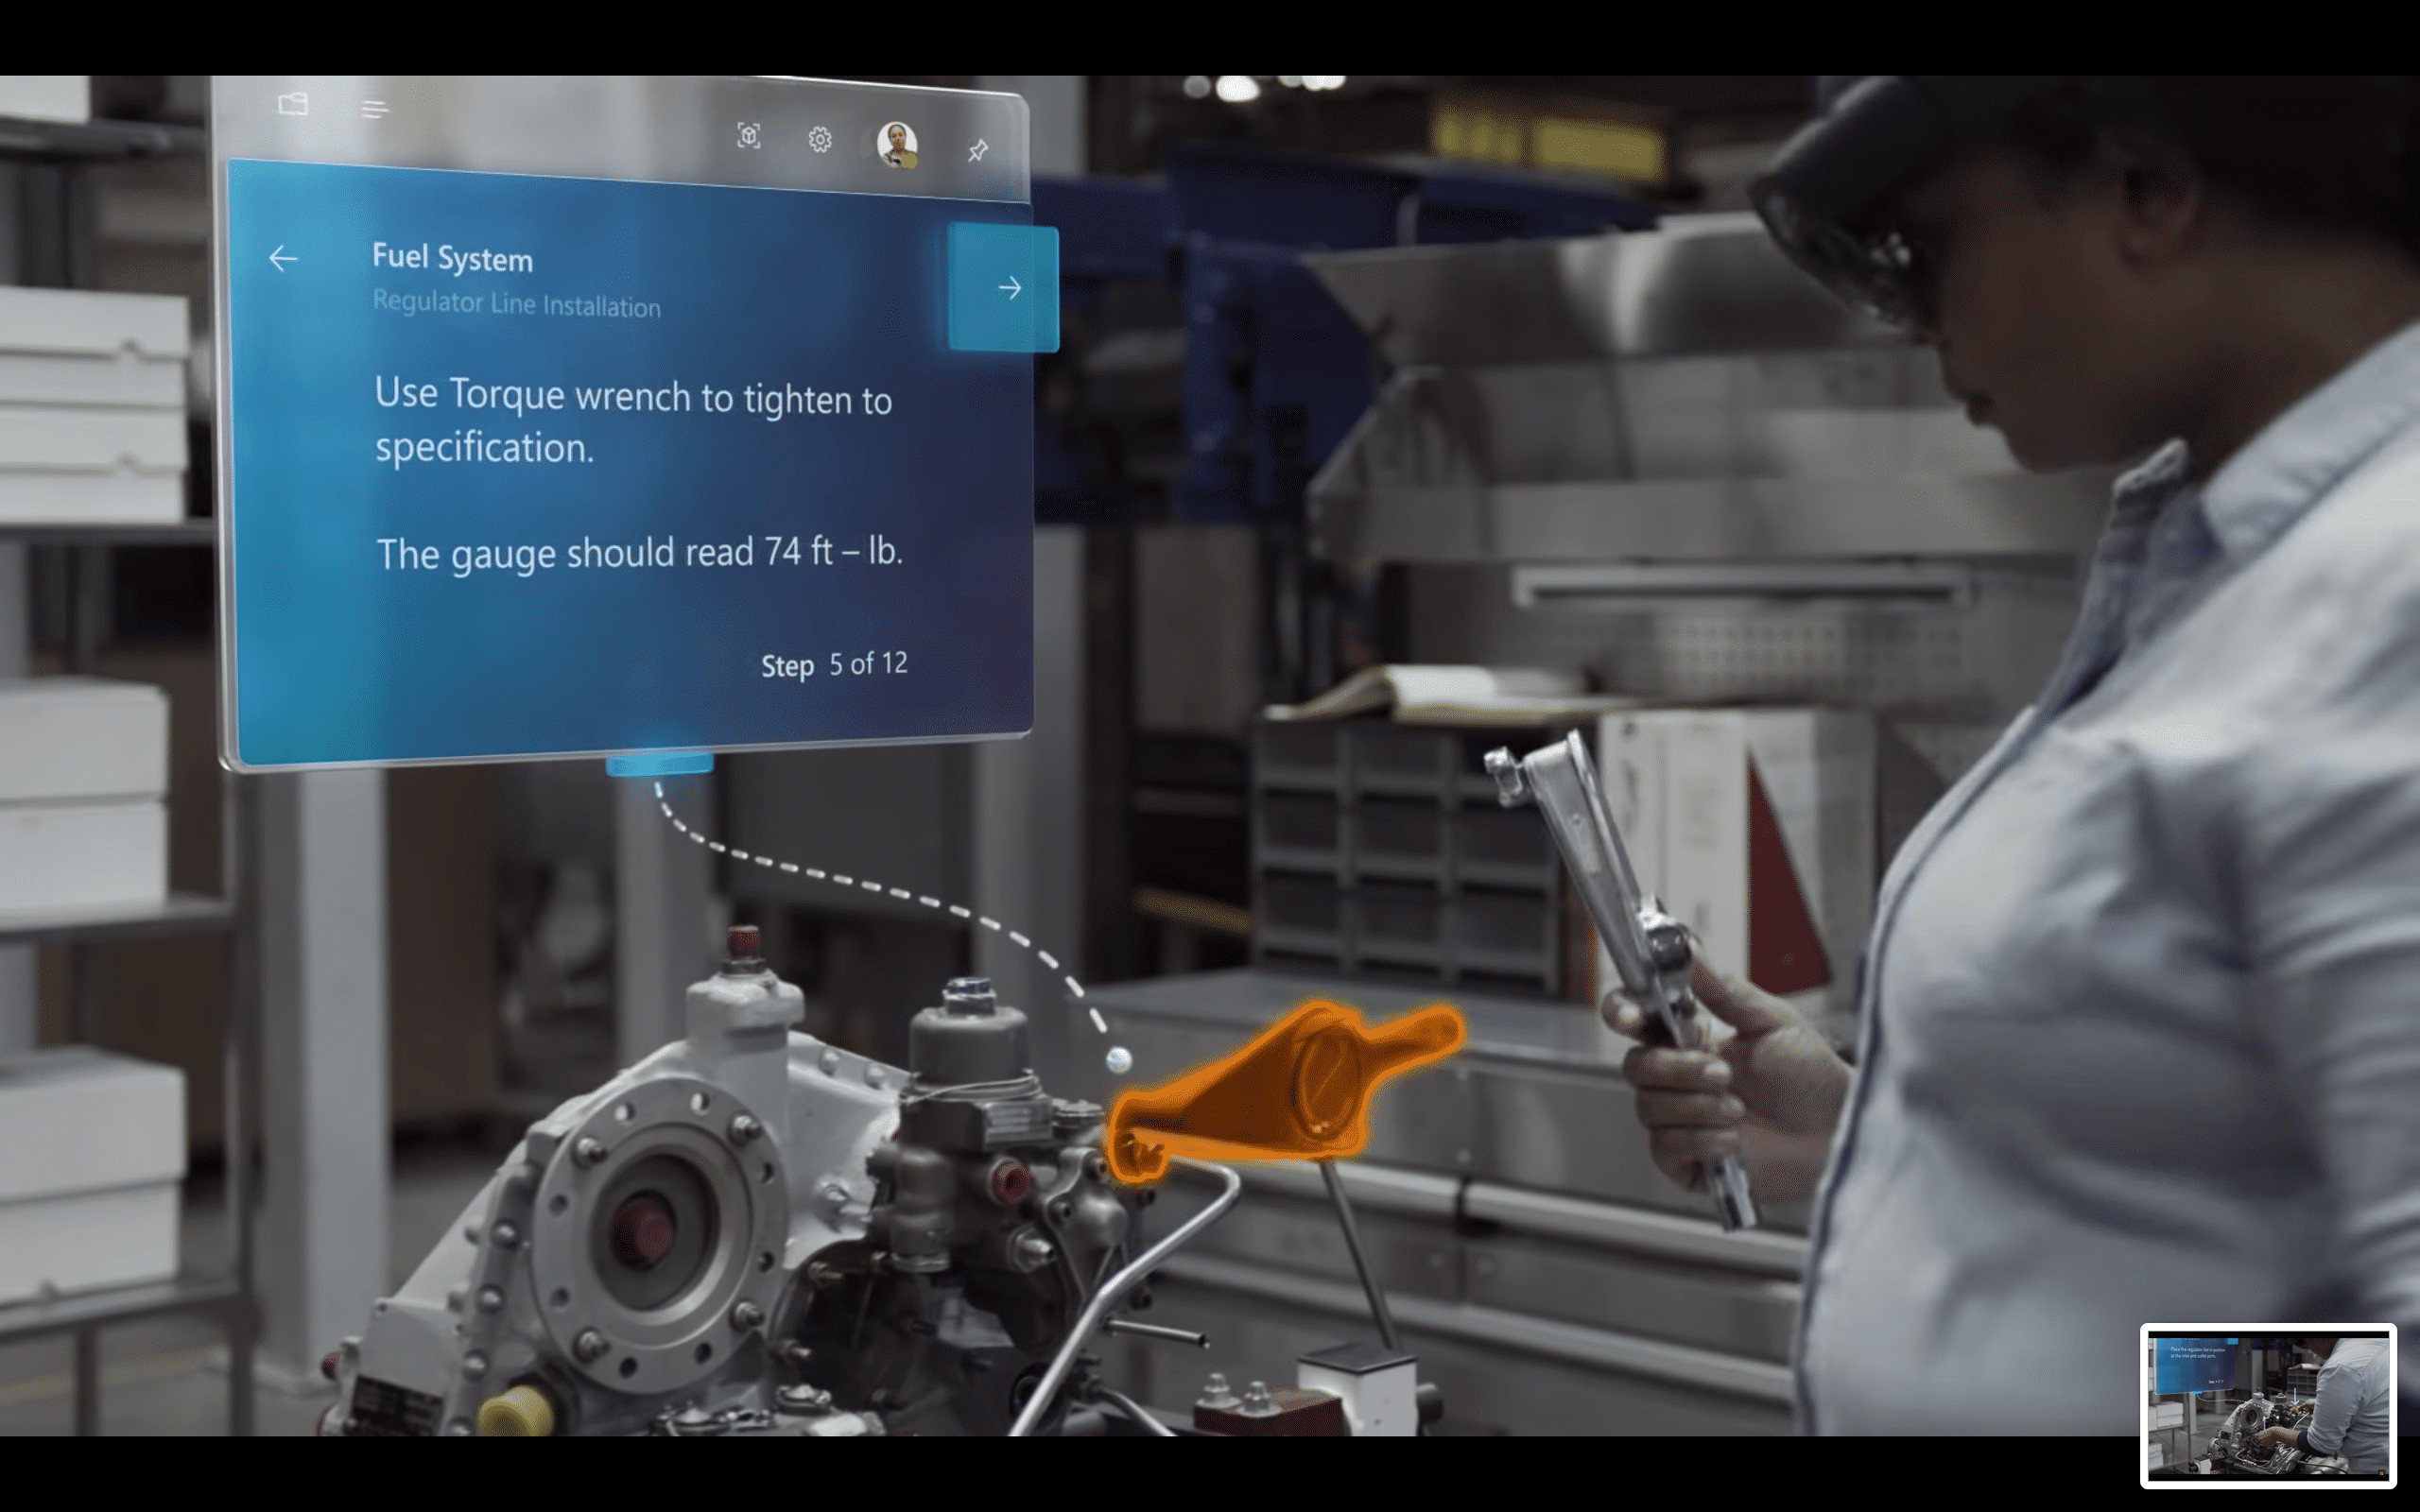 Fuel System
Regulator Line Installation
Use Torque wrench to tighten to
specification.
The gauge should read 74 ft – lb.
Step 5 of 12